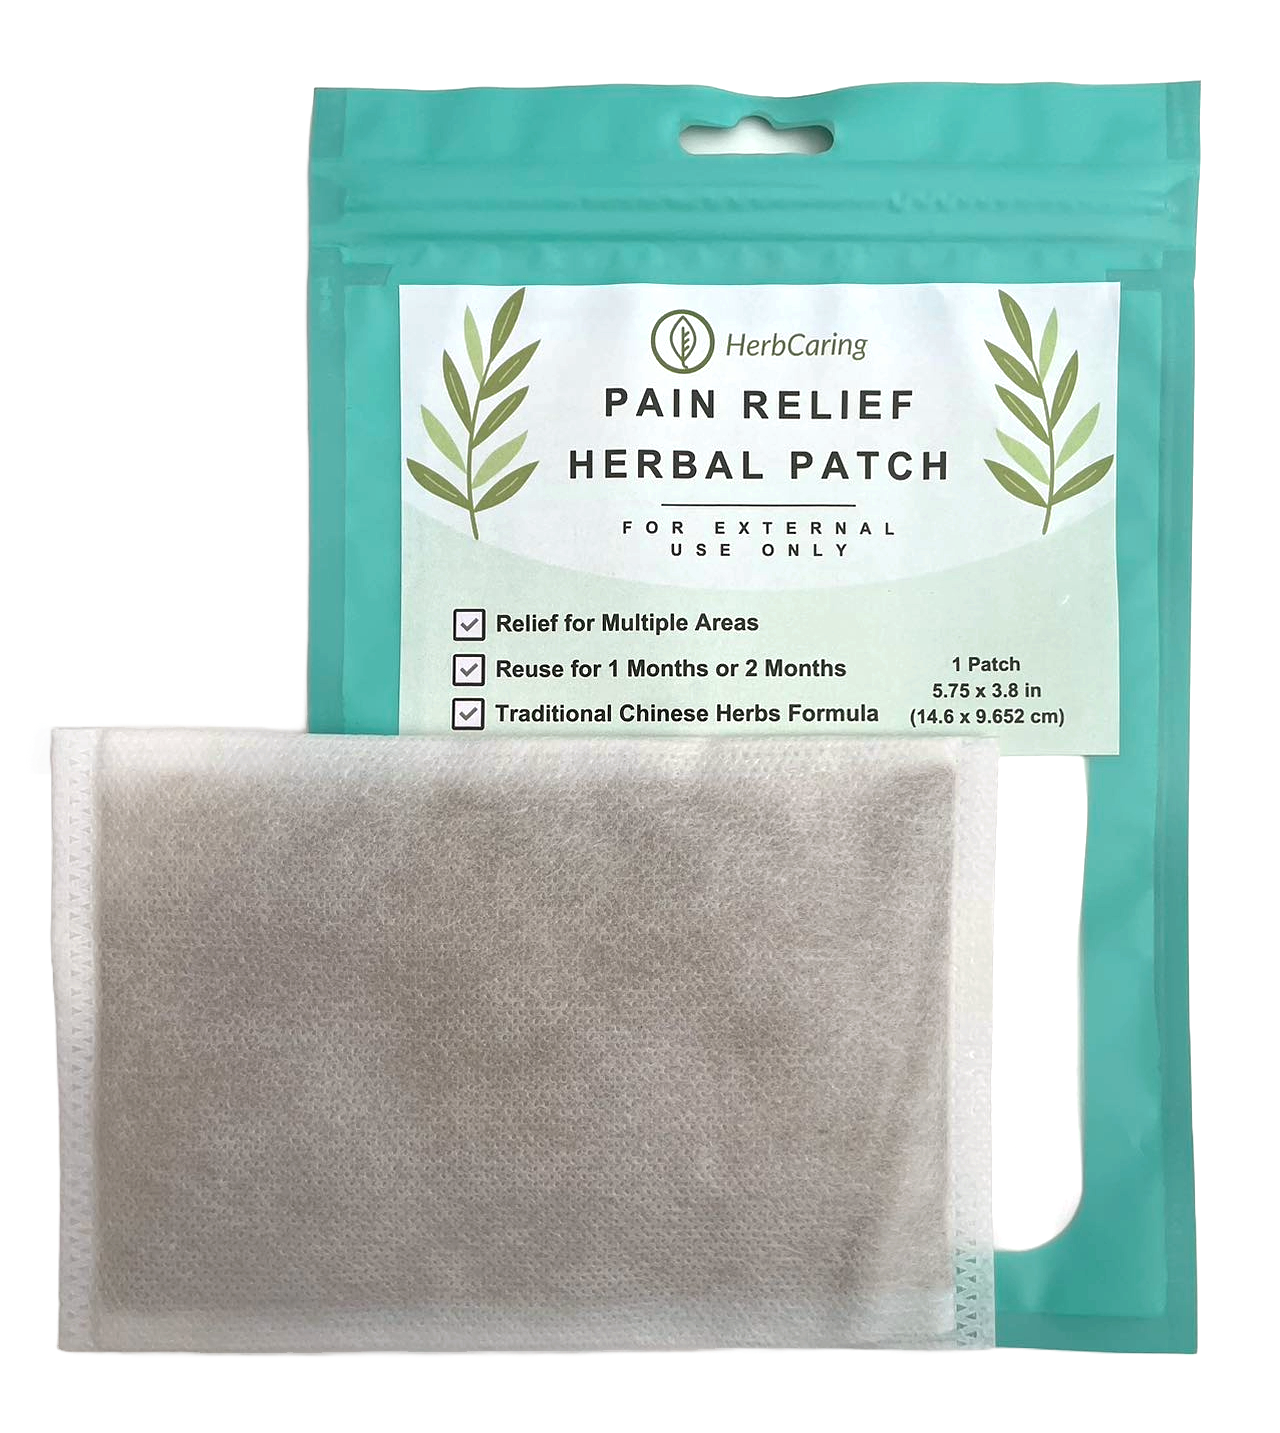 HerbCaring
PAIN RELIEF
HERBAL PATCH
FOR EXTERNAL
USE ONLY
Relief for Multiple Areas
Reuse for 1 Months or 2 Months
Traditional Chinese Herbs Formula
1 Patch
5.75 x 3.8 in
(14.6 x 9.652 cm)